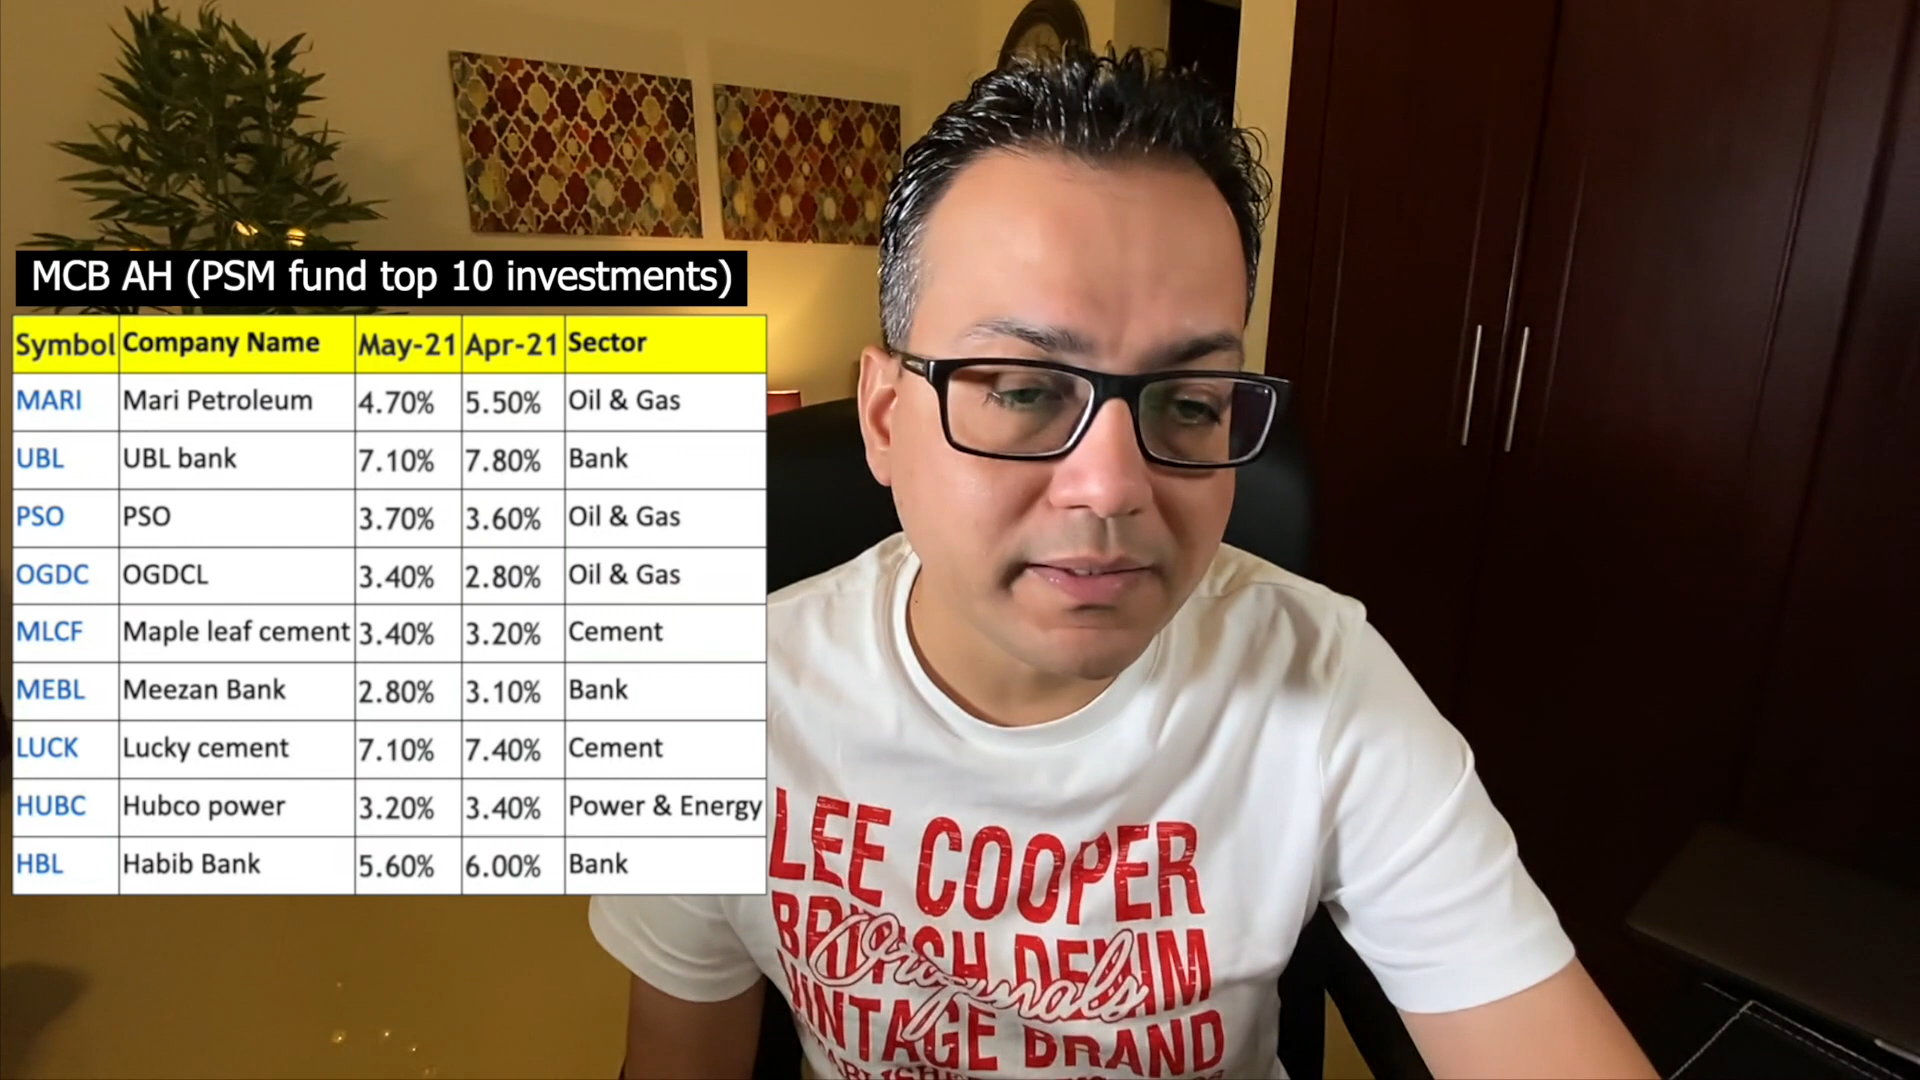 MCB AH (PSM fund top 10 investments)
Symbol Company Name May-21 Apr-21 Sector
MARI Mari Petroleum 4.70% 5.50% Oil & Gas
UBL UBL bank 7.10% 7.80% Bank
PSO PSO 3.70% 3.60% Oil & Gas
OGDC OGDCL 3.40% 2.80% Oil & Gas
MLCF Maple leaf cement 3.40% 3.20% Cement
MEBL Meezan Bank 2.80% 3.10% Bank
LUCK Lucky cement 7.10% 7.40% Cement
HUBC Hubco power 3.20% 3.40% Power & Energy
HBL Habib Bank 5.60% 6.00% Bank
LEE COOPER
BRITISH DENIM
Originals
VINTAGE BRAND